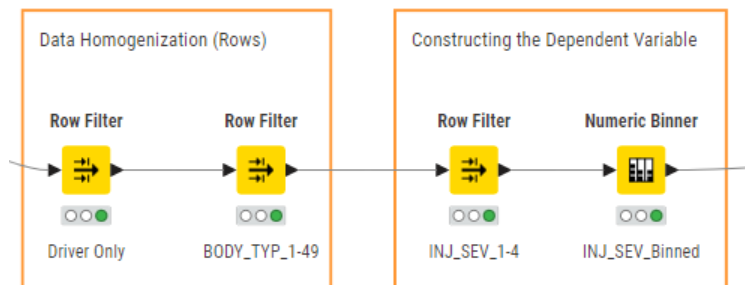 Data Homogenization (Rows)
Constructing the Dependent Variable
Row Filter
Row Filter
Row Filter
Numeric Binner
Driver Only
BODY_TYP_1-49
INJ_SEV_1-4
INJ_SEV_Binned